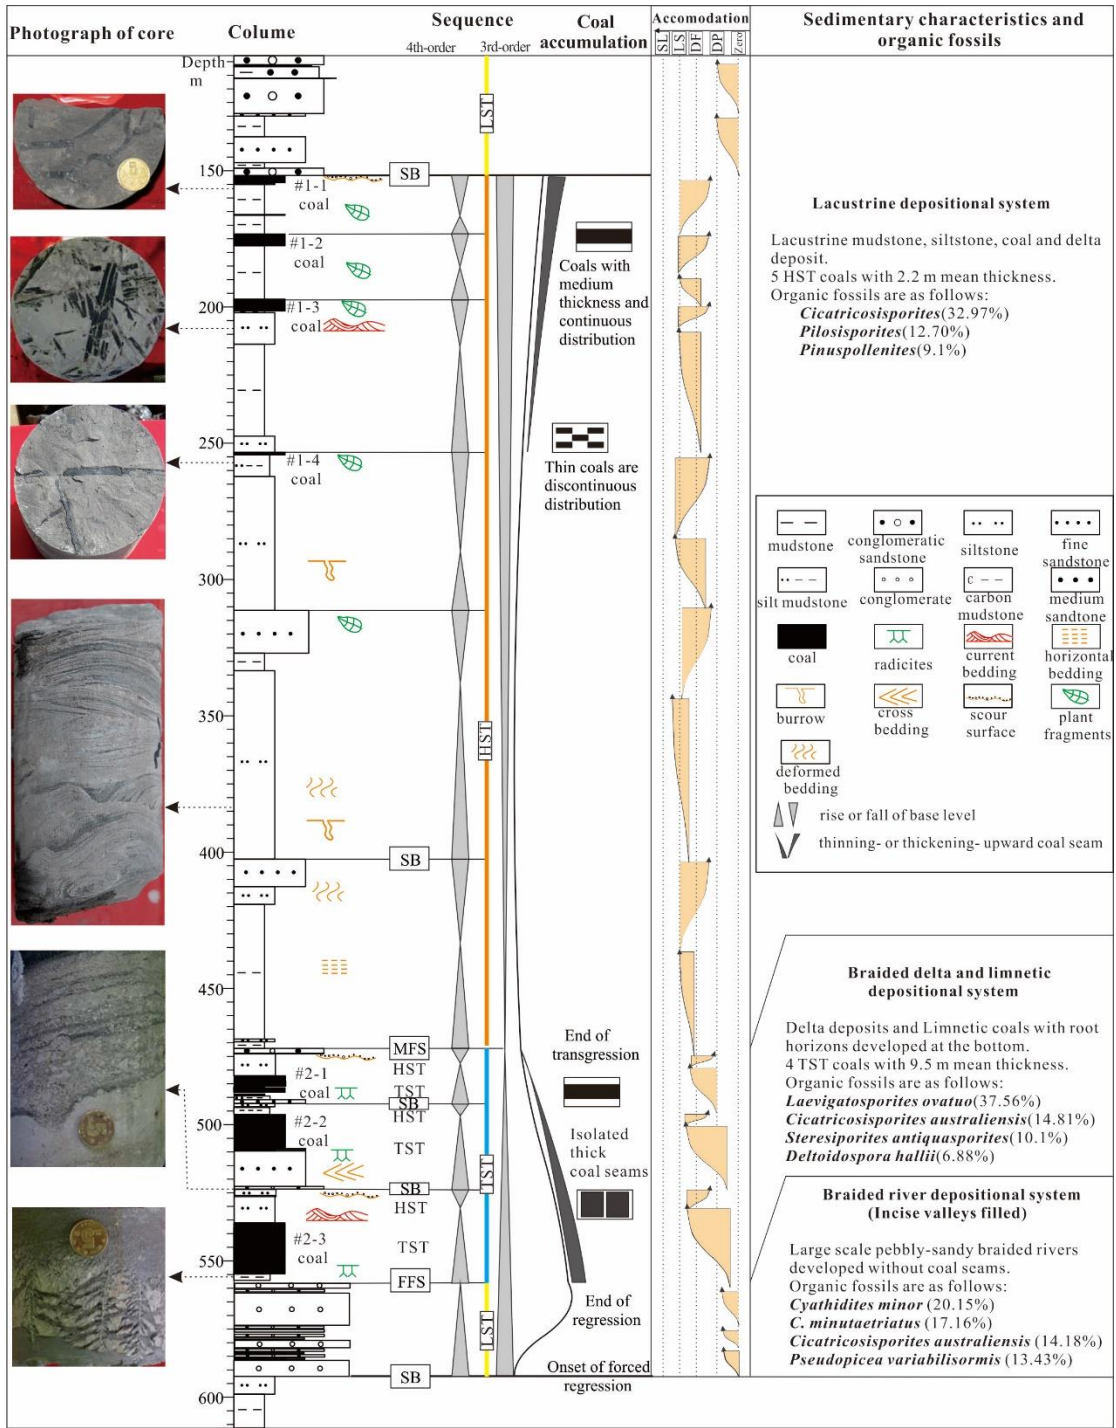 Photograph of core
Colume
Sequence
4th-order
3rd-order
Coal
accumulation
Accomodation
SL
LS
DF
DP
Zero
Sedimentary characteristics and
organic fossils
Depth
m
150
200
250
300
350
400
450
500
550
600
#1-1
coal
#1-2
coal
#1-3
coal
#1-4
coal
#2-1
coal
#2-2
coal
#2-3
coal
SB
SB
MFS
HST
TST
SB
HST
TST
SB
HST
TST
FFS
SB
LST
HST
TST
LST
Coals with
medium
thickness and
continuous
distribution
Thin coals are
discontinuous
distribution
End of
transgression
Isolated
thick
coal seams
End of
regression
Onset of forced
regression
Lacustrine depositional system
Lacustrine mudstone, siltstone, coal and delta
deposit.
5 HST coals with 2.2 m mean thickness.
Organic fossils are as follows:
Cicatricosisporites(32.97%)
Pilosisporites(12.70%)
Pinuspollenites(9.1%)
mudstone
conglomeratic
sandstone
siltstone
fine
sandstone
silt mudstone
conglomerate
C
carbon
mudstone
medium
sandtone
coal
radicites
current
bedding
horizontal
bedding
burrow
cross
bedding
scour
surface
plant
fragments
deformed
bedding
rise or fall of base level
thinning- or thickening- upward coal seam
Braided delta and limnetic
depositional system
Delta deposits and Limnetic coals with root
horizons developed at the bottom.
4 TST coals with 9.5 m mean thickness.
Organic fossils are as follows:
Laevigatosporites ovatuo(37.56%)
Cicatricosisporites australiensis(14.81%)
Steresiporites antiquasporites(10.1%)
Deltoidospora hallii(6.88%)
Braided river depositional system
(Incise valleys filled)
Large scale pebbly-sandy braided rivers
developed without coal seams.
Organic fossils are as follows:
Cyathidites minor (20.15%)
C. minutaetriatus (17.16%)
Cicatricosisporites australiensis (14.18%)
Pseudopicea variabilisormis (13.43%)